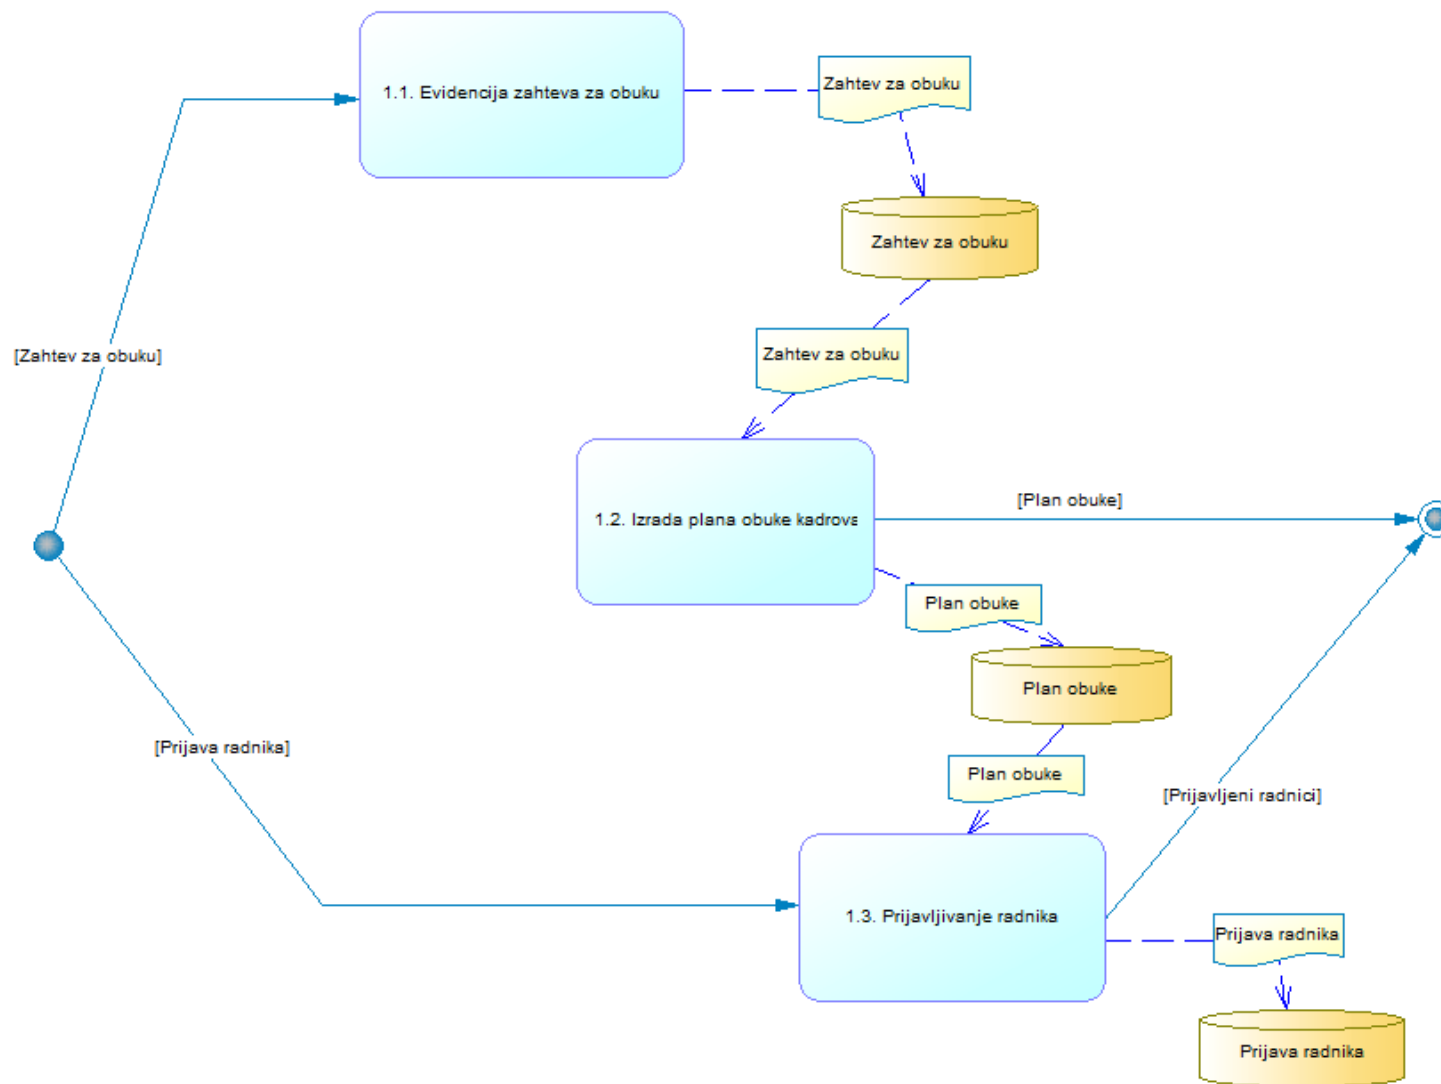 1.1. Evidencija zahteva za obuku
Zahtev za obuku
Zahtev za obuku
[Zahtev za obuku]
Zahtev za obuku
1.2. Izrada plana obuke kadrova
[Plan obuke]
Plan obuke
Plan obuke
[Prijava radnika]
Plan obuke
[Prijavljeni radnici]
1.3. Prijavljivanje radnika
Prijava radnika
Prijava radnika